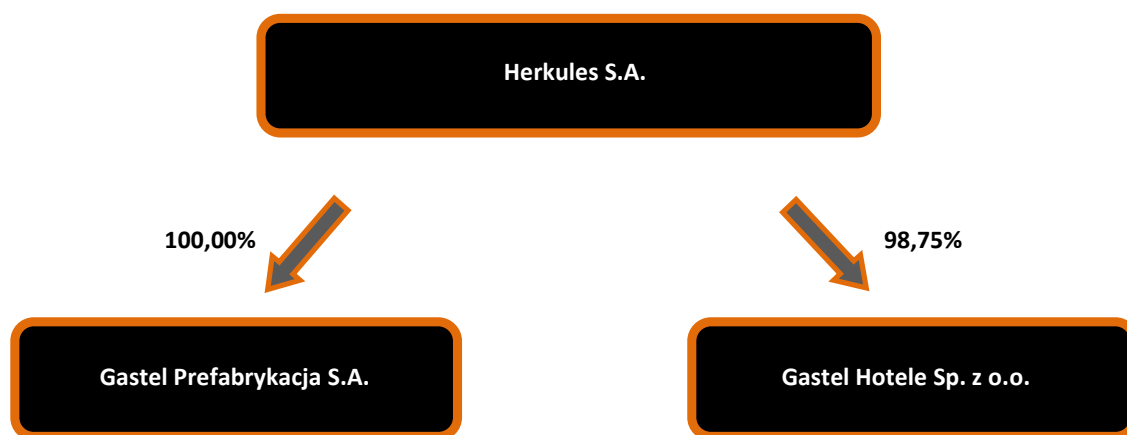 Herkules S.A.
100,00%
98,75%
Gastel Prefabrykacja S.A.
Gastel Hotele Sp. z o.o.